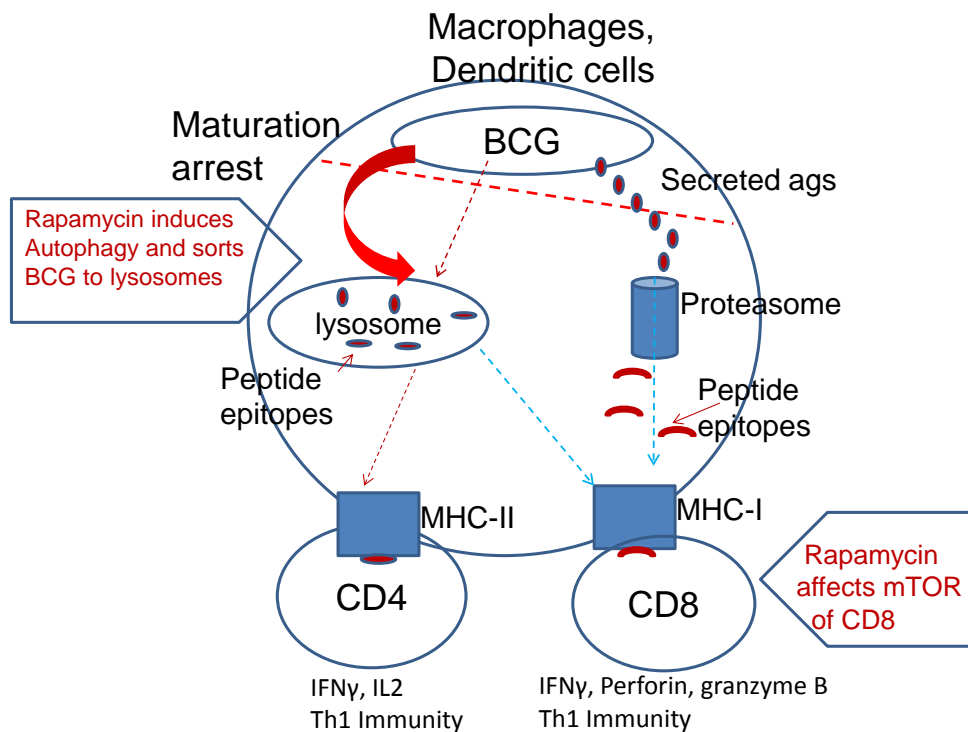 Macrophages,
Dendritic cells
Maturation
arrest
BCG
Secreted ags
Rapamycin induces
Autophagy and sorts
BCG to lysosomes
lysosome
Proteasome
Peptide
epitopes
Peptide
epitopes
MHC-II
MHC-I
CD4
CD8
Rapamycin
affects mTOR
of CD8
IFNγ, IL2
Th1 Immunity
IFNγ, Perforin, granzyme B
Th1 Immunity